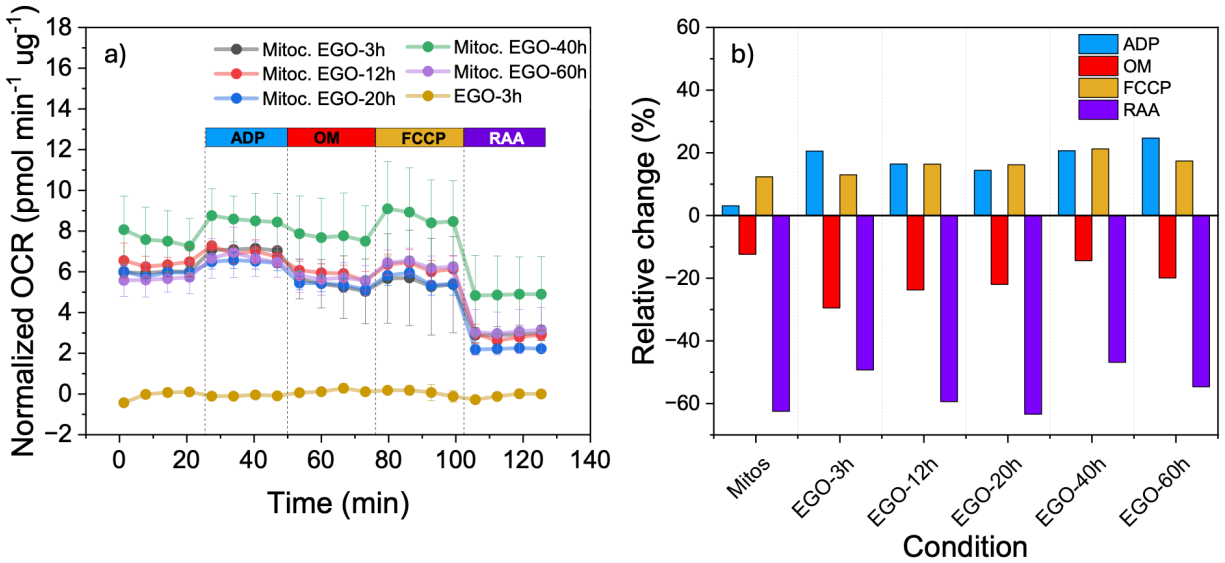 a)
Normalized OCR (pmol min⁻¹ ug⁻¹)
18
16
14
12
10
8
6
4
2
0
−2
Mitoc. EGO-3h
Mitoc. EGO-12h
Mitoc. EGO-20h
Mitoc. EGO-40h
Mitoc. EGO-60h
EGO-3h
ADP OM FCCP RAA
0 20 40 60 80 100 120 140
Time (min)
b)
Relative change (%)
60
40
20
0
−20
−40
−60
ADP
OM
FCCP
RAA
Mitos EGO-3h EGO-12h EGO-20h EGO-40h EGO-60h
Condition